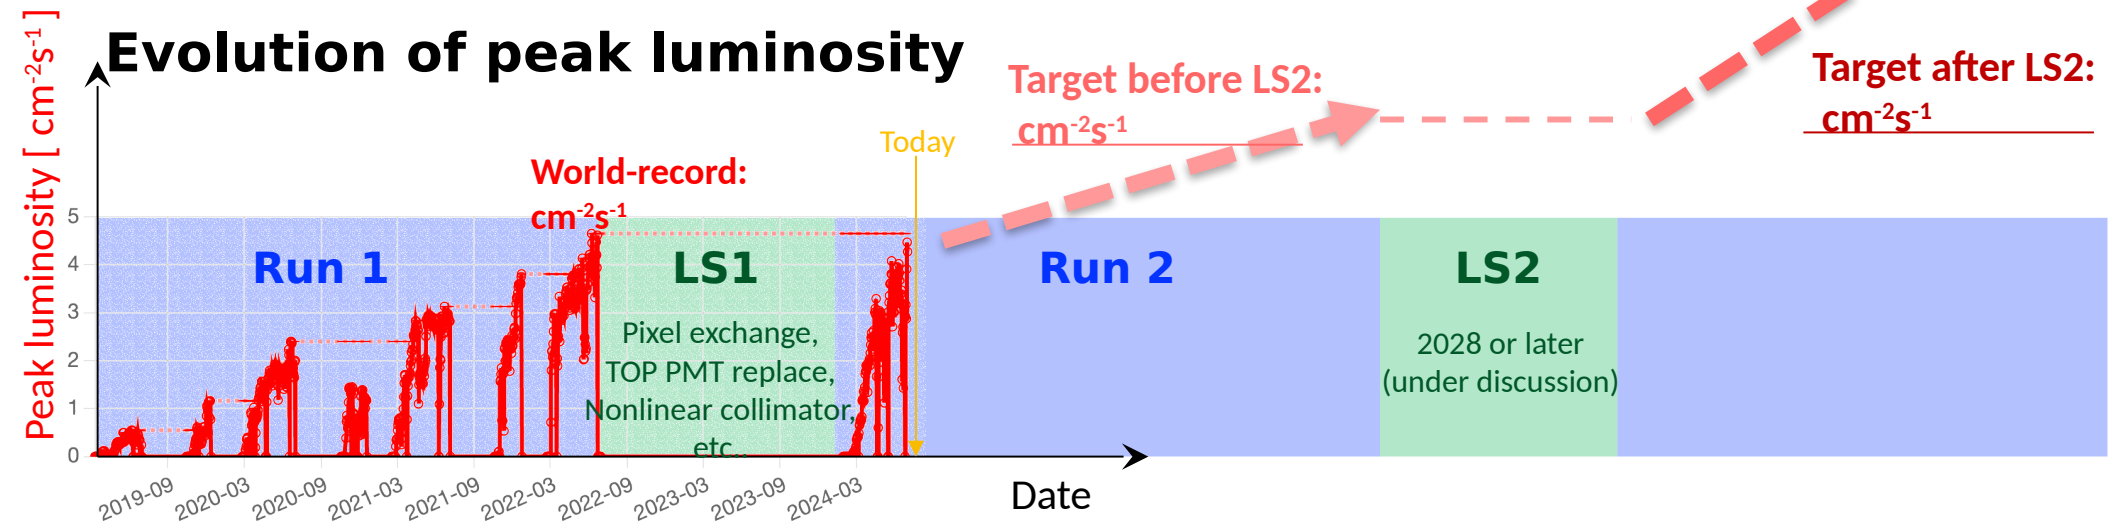 Evolution of peak luminosity
Peak luminosity [ cm⁻²s⁻¹ ]
Target before LS2:
cm⁻²s⁻¹
Target after LS2:
cm⁻²s⁻¹
Today
World-record:
cm⁻²s⁻¹
5
4
3
2
1
0
Run 1
LS1
Run 2
LS2
Pixel exchange,
TOP PMT replace,
Nonlinear collimator,
etc..
2028 or later
(under discussion)
2019-09
2020-03
2020-09
2021-03
2021-09
2022-03
2022-09
2023-03
2023-09
2024-03
Date